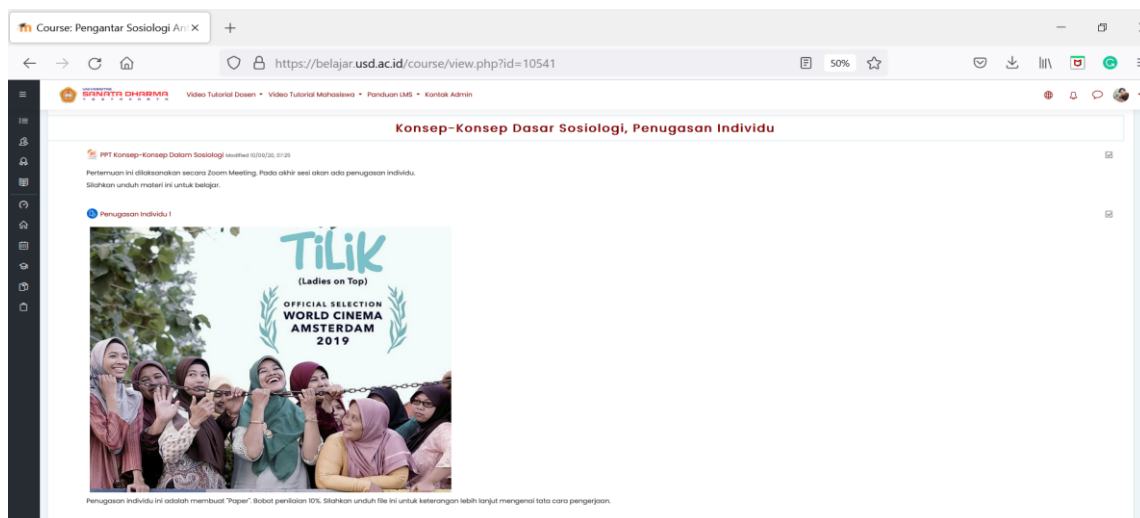 Course: Pengantar Sosiologi An
https://belajar.usd.ac.id/course/view.php?id=10541
50%
UNIVERSITAS
SANATA DHARMA
YOGYAKARTA
Video Tutorial Dosen
Video Tutorial Mahasiswa
Panduan LMS
Kontak Admin
Konsep-Konsep Dasar Sosiologi, Penugasan Individu
PPT Konsep-Konsep Dalam Sosiologi
Pertemuan ini dilaksanakan secara Zoom Meeting. Pada akhir sesi akan ada penugasan individu.
Silahkan unduh materi ini untuk belajar.
Penugasan Individu 1
TiLiK
(Ladies on Top)
OFFICIAL SELECTION
WORLD CINEMA
AMSTERDAM
2019
Penugasan individu ini adalah membuat "Paper". Bobot penilaian 10%. Silahkan unduh file ini untuk keterangan lebih lanjut mengenai tata cara pengerjaan.